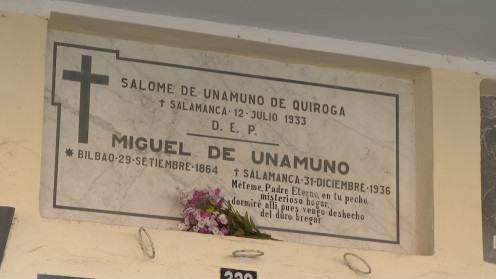 SALOME DE UNAMUNO DE QUIROGA
† SALAMANCA-12-JULIO 1933
D. E. P.
MIGUEL DE UNAMUNO
* BILBAO-29-SETIEMBRE-1864 † SALAMANCA-31-DICIEMBRE-1936
Méteme, Padre Eterno, en tu pecho,
misterioso hogar,
dormiré allí, pues vengo deshecho
del duro bregar